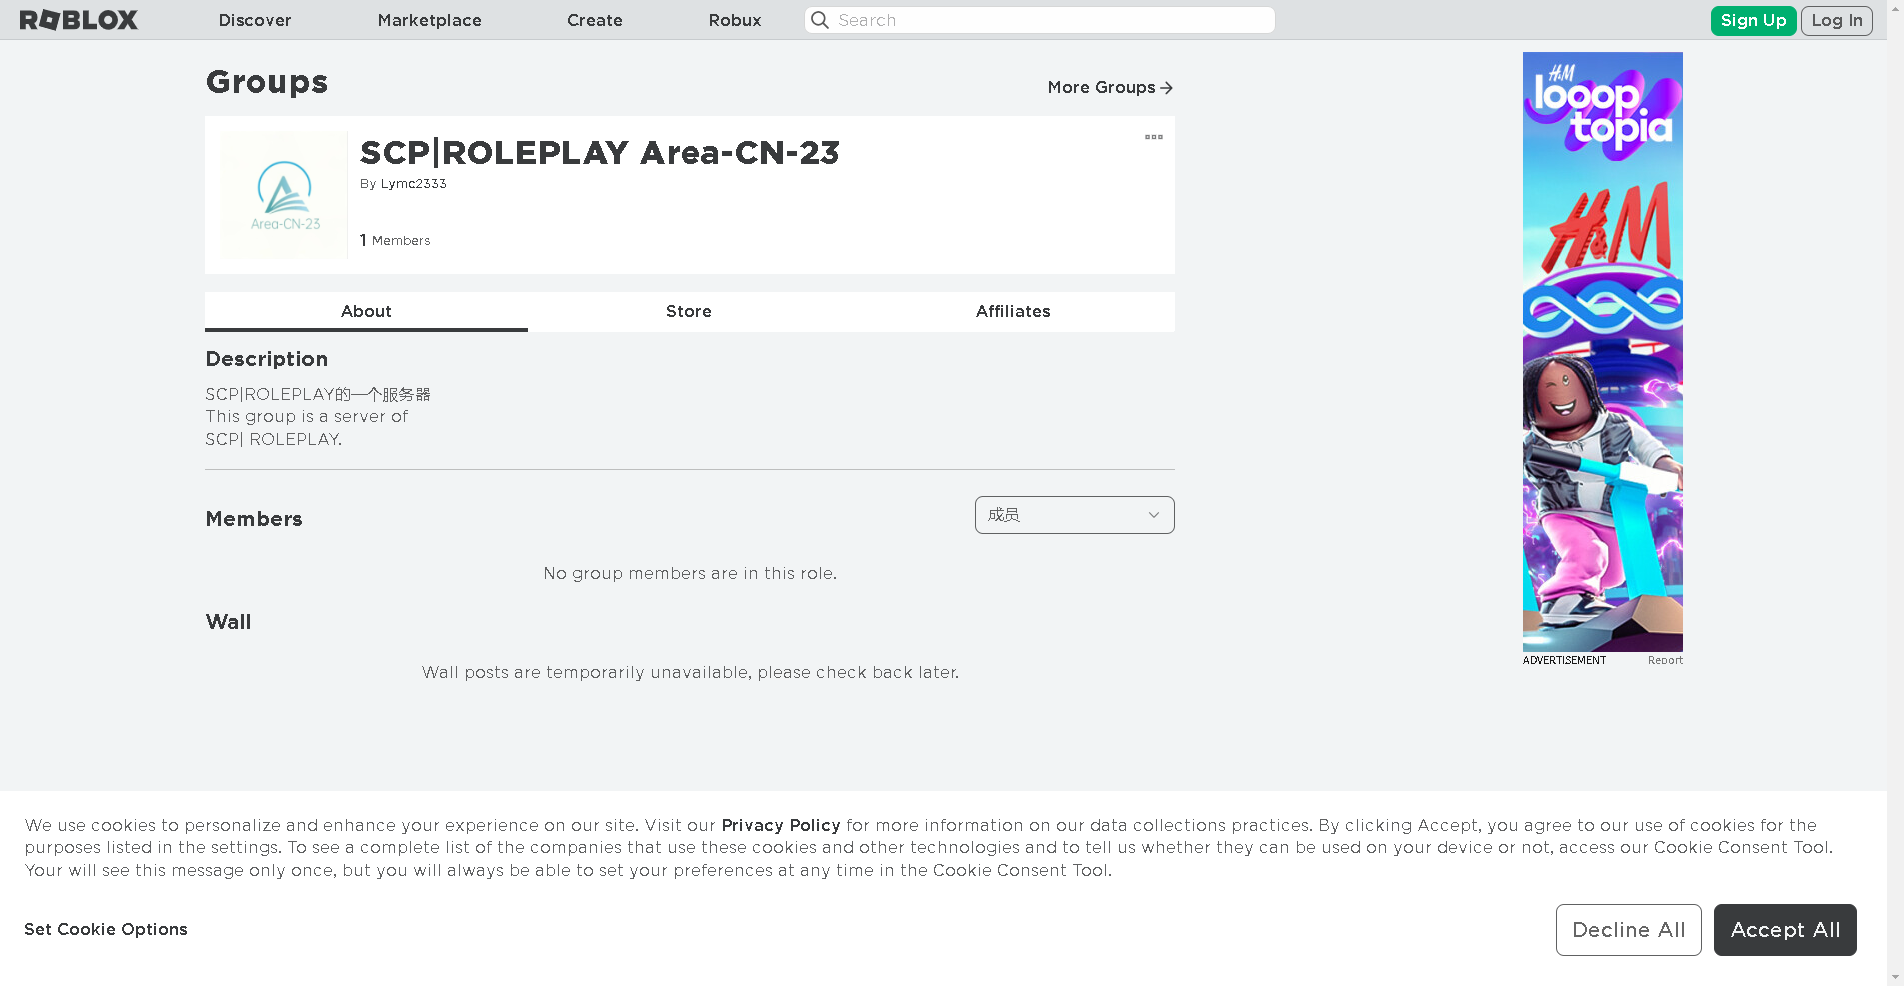 ROBLOX
Discover
Marketplace
Create
Robux
Search
Sign Up
Log In
Groups
More Groups
Area-CN-23
SCP|ROLEPLAY Area-CN-23
By Lymc2333
1 Members
About
Store
Affiliates
Description
SCP|ROLEPLAY的一个服务器
This group is a server of
SCP| ROLEPLAY.
Members
成员
No group members are in this role.
Wall
Wall posts are temporarily unavailable, please check back later.
H&M
looop
topia
H&M
ADVERTISEMENT
Report
We use cookies to personalize and enhance your experience on our site. Visit our Privacy Policy for more information on our data collections practices. By clicking Accept, you agree to our use of cookies for the
purposes listed in the settings. To see a complete list of the companies that use these cookies and other technologies and to tell us whether they can be used on your device or not, access our Cookie Consent Tool.
Your will see this message only once, but you will always be able to set your preferences at any time in the Cookie Consent Tool.
Set Cookie Options
Decline All
Accept All